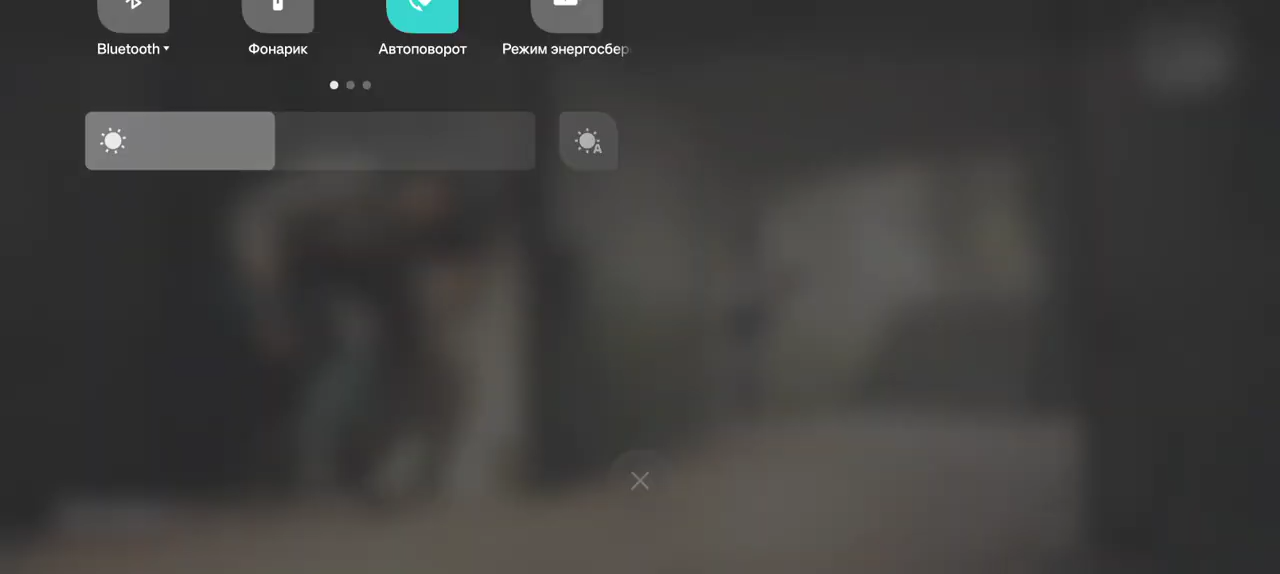 Bluetooth
Фонарик
Автоповорот
Режим энергосбер
A